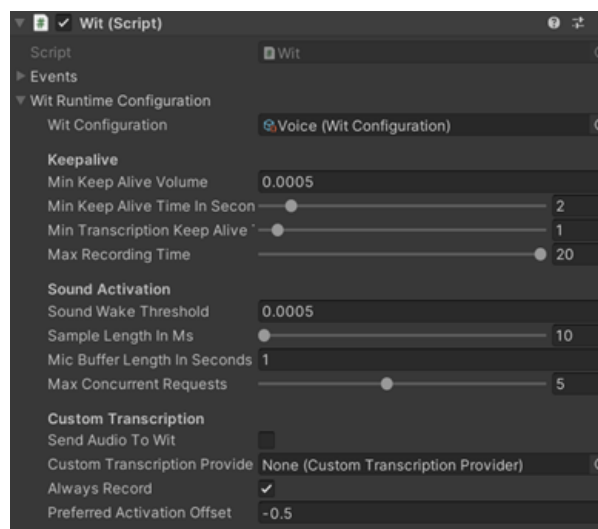 Wit (Script)
Script Wit
Events
Wit Runtime Configuration
Wit Configuration Voice (Wit Configuration)
Keepalive
Min Keep Alive Volume 0.0005
Min Keep Alive Time In Secon 2
Min Transcription Keep Alive 1
Max Recording Time 20
Sound Activation
Sound Wake Threshold 0.0005
Sample Length In Ms 10
Mic Buffer Length In Seconds 1
Max Concurrent Requests 5
Custom Transcription
Send Audio To Wit
Custom Transcription Provide None (Custom Transcription Provider)
Always Record
Preferred Activation Offset -0.5